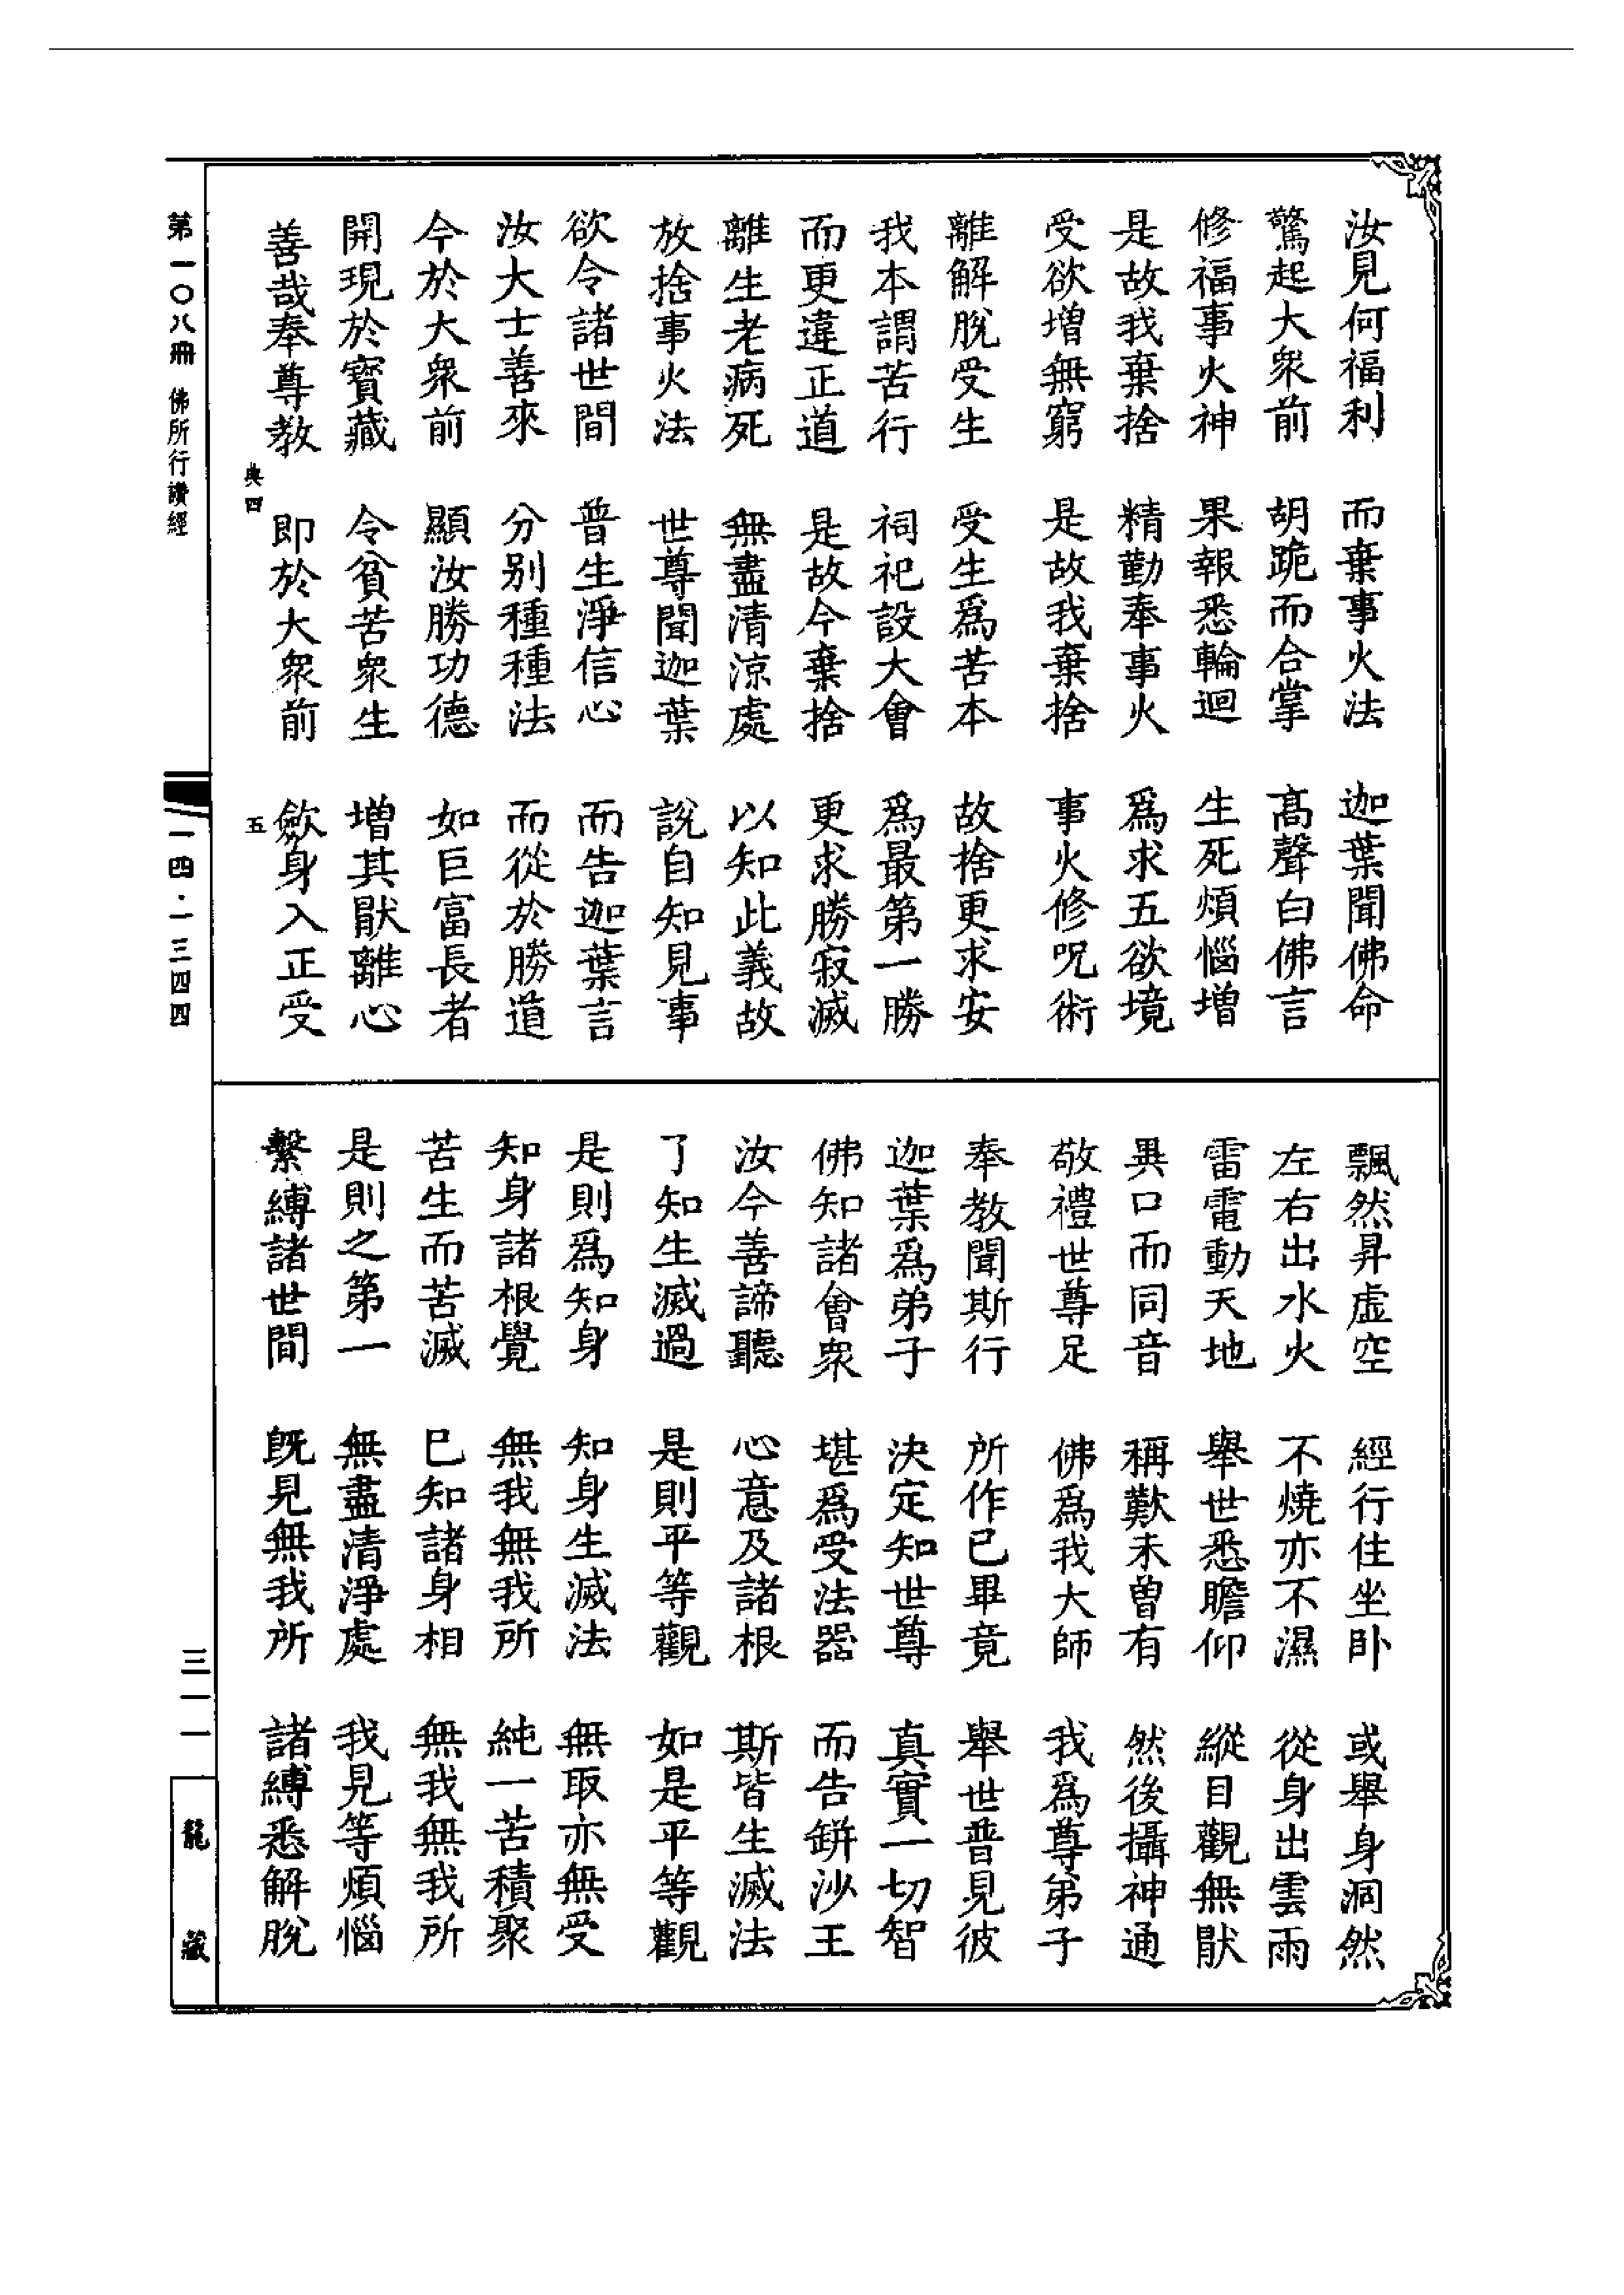 汝見何福利　而棄事火法　迦葉聞佛命
驚起大衆前　胡跪而合掌　高聲白佛言
修福事火神　果報悉輪迴　生死煩惱增
是故我棄捨　精勤奉事火　爲求五欲境
受欲增無窮　是故我棄捨　事火修呪術
離解脫受生　受生爲苦本　故捨更求安
我本謂苦行　祠祀設大會　爲最第一勝
而更違正道　是故今棄捨　更求勝寂滅
離生老病死　無盡清涼處　以知此義故
放捨事火法　世尊聞迦葉　說自知見事
欲令諸世間　普生淨信心　而告迦葉言
汝大士善來　分別種種法　而從於勝道
今於大衆前　顯汝勝功德　如巨富長者
開現於寶藏　令貧苦衆生　增其猒離心
善哉奉尊教　即於大衆前　斂身入正受
典四　五
飄然昇虛空　經行住坐臥　或舉身洞然
左右出水火　不燒亦不濕　從身出雲雨
雷電動天地　舉世悉瞻仰　縱目觀無猒
異口而同音　稱歎未曾有　然後攝神通
敬禮世尊足　佛爲我大師　我爲尊弟子
奉教聞斯行　所作已畢竟　舉世普見彼
迦葉爲弟子　決定知世尊　真實一切智
佛知諸會衆　堪爲受法器　而告缾沙王
汝今善諦聽　心意及諸根　斯皆生滅法
了知生滅過　是則平等觀　如是平等觀
是則爲知身　知身生滅法　無取亦無受
知身諸根覺　無我無我所　純一苦積聚
苦生而苦滅　已知諸身相　無我無我所
是則之第一　無盡清淨處　我見等煩惱
繫縛諸世間　旣見無我所　諸縛悉解脫
第一〇八冊　佛所行讚經　一四・一三四四　三一一　龍藏